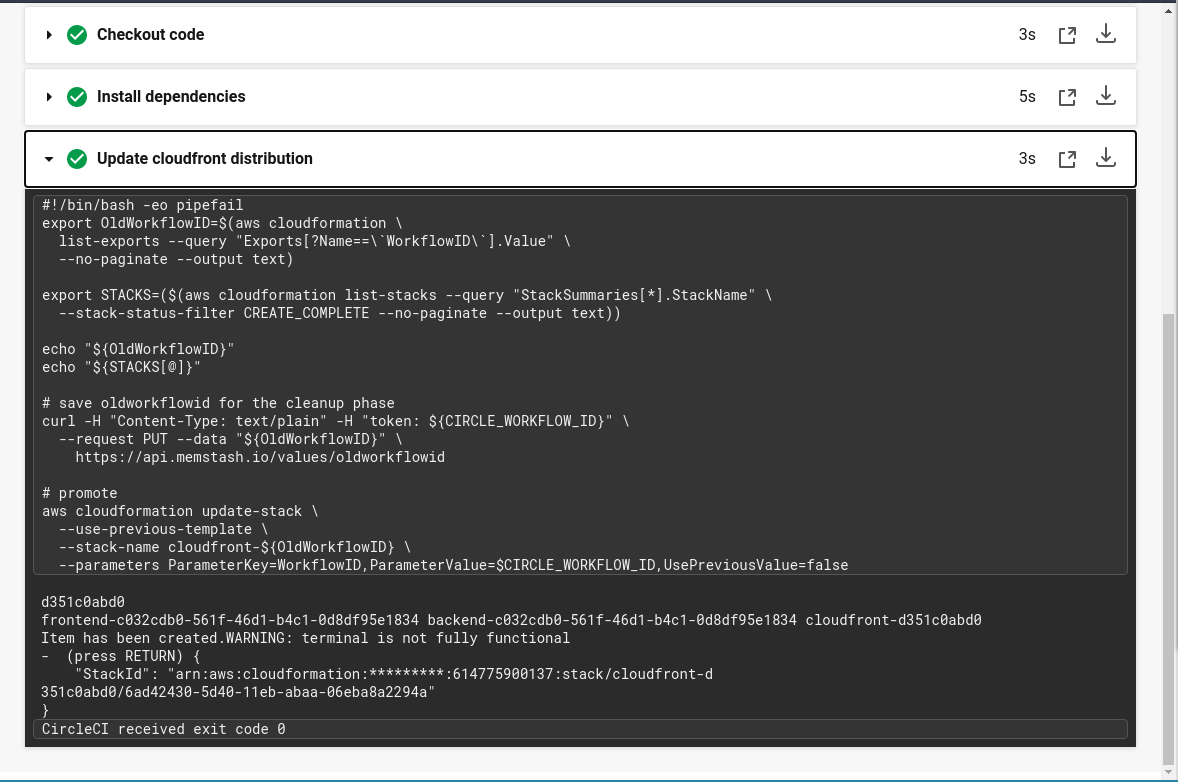 Checkout code 3s
Install dependencies 5s
Update cloudfront distribution 3s
#!/bin/bash -eo pipefail
export OldWorkflowID=$(aws cloudformation \
  list-exports --query "Exports[?Name==\`WorkflowID\`].Value" \
  --no-paginate --output text)

export STACKS=($(aws cloudformation list-stacks --query "StackSummaries[*].StackName" \
  --stack-status-filter CREATE_COMPLETE --no-paginate --output text))

echo "${OldWorkflowID}"
echo "${STACKS[@]}"

# save oldworkflowid for the cleanup phase
curl -H "Content-Type: text/plain" -H "token: ${CIRCLE_WORKFLOW_ID}" \
  --request PUT --data "${OldWorkflowID}" \
    https://api.memstash.io/values/oldworkflowid

# promote
aws cloudformation update-stack \
  --use-previous-template \
  --stack-name cloudfront-${OldWorkflowID} \
  --parameters ParameterKey=WorkflowID,ParameterValue=$CIRCLE_WORKFLOW_ID,UsePreviousValue=false

d351c0abd0
frontend-c032cdb0-561f-46d1-b4c1-0d8df95e1834 backend-c032cdb0-561f-46d1-b4c1-0d8df95e1834 cloudfront-d351c0abd0
Item has been created.WARNING: terminal is not fully functional
-  (press RETURN) {
    "StackId": "arn:aws:cloudformation:*********:614775900137:stack/cloudfront-d
351c0abd0/6ad42430-5d40-11eb-abaa-06eba8a2294a"
}
CircleCI received exit code 0